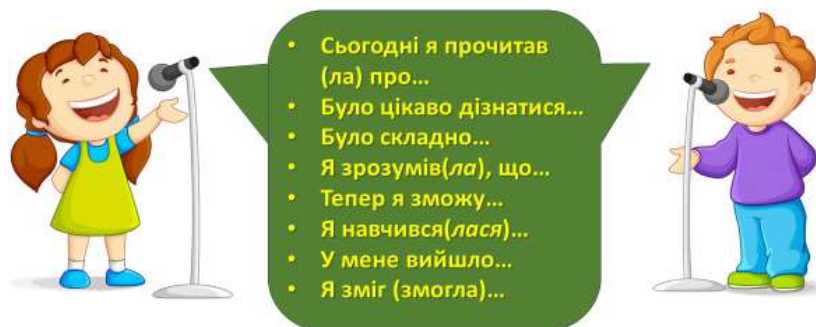 • Сьогодні я прочитав
(ла) про...
• Було цікаво дізнатися...
• Було складно...
• Я зрозумів(ла), що...
• Тепер я зможу...
• Я навчився(лася)...
• У мене вийшло...
• Я зміг (змогла)...